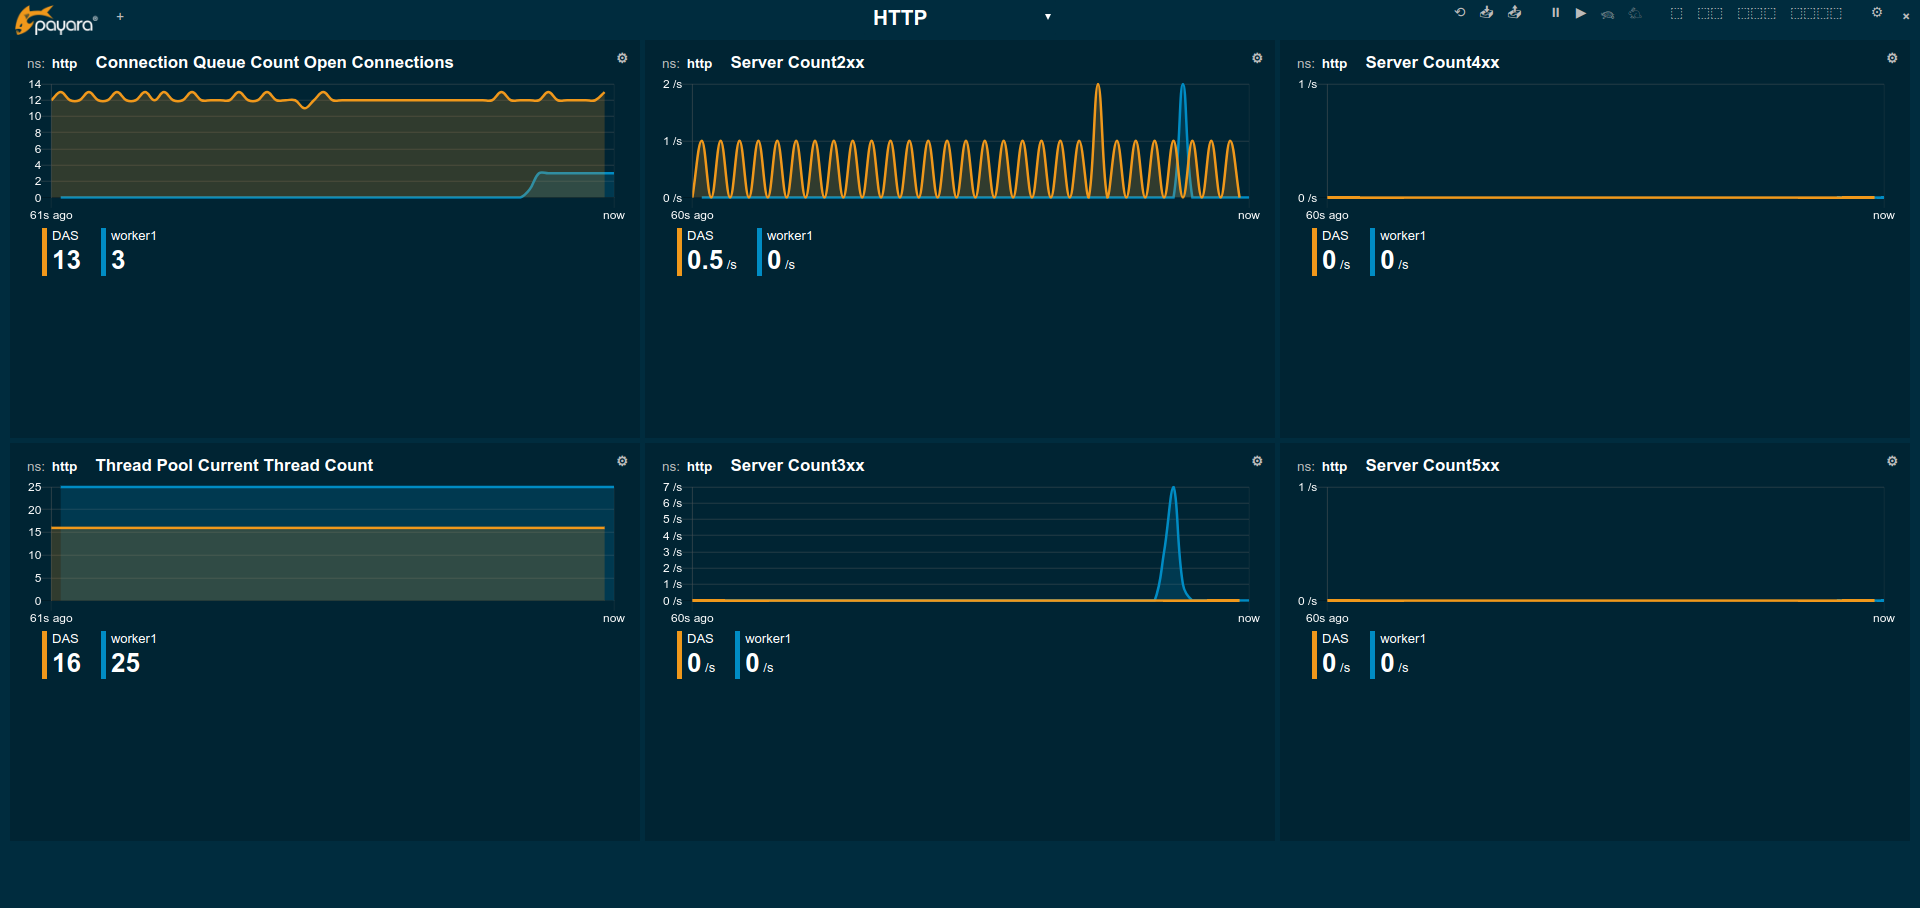 payara® + HTTP ▼
ns: http Connection Queue Count Open Connections
14
12
10
8
6
4
2
0
61s ago now
DAS worker1
13 3
ns: http Server Count2xx
2 /s
1 /s
0 /s
60s ago now
DAS worker1
0.5 /s 0 /s
ns: http Server Count4xx
1 /s
0 /s
60s ago now
DAS worker1
0 /s 0 /s
ns: http Thread Pool Current Thread Count
25
20
15
10
5
0
61s ago now
DAS worker1
16 25
ns: http Server Count3xx
7 /s
6 /s
5 /s
4 /s
3 /s
2 /s
1 /s
0 /s
60s ago now
DAS worker1
0 /s 0 /s
ns: http Server Count5xx
1 /s
0 /s
60s ago now
DAS worker1
0 /s 0 /s